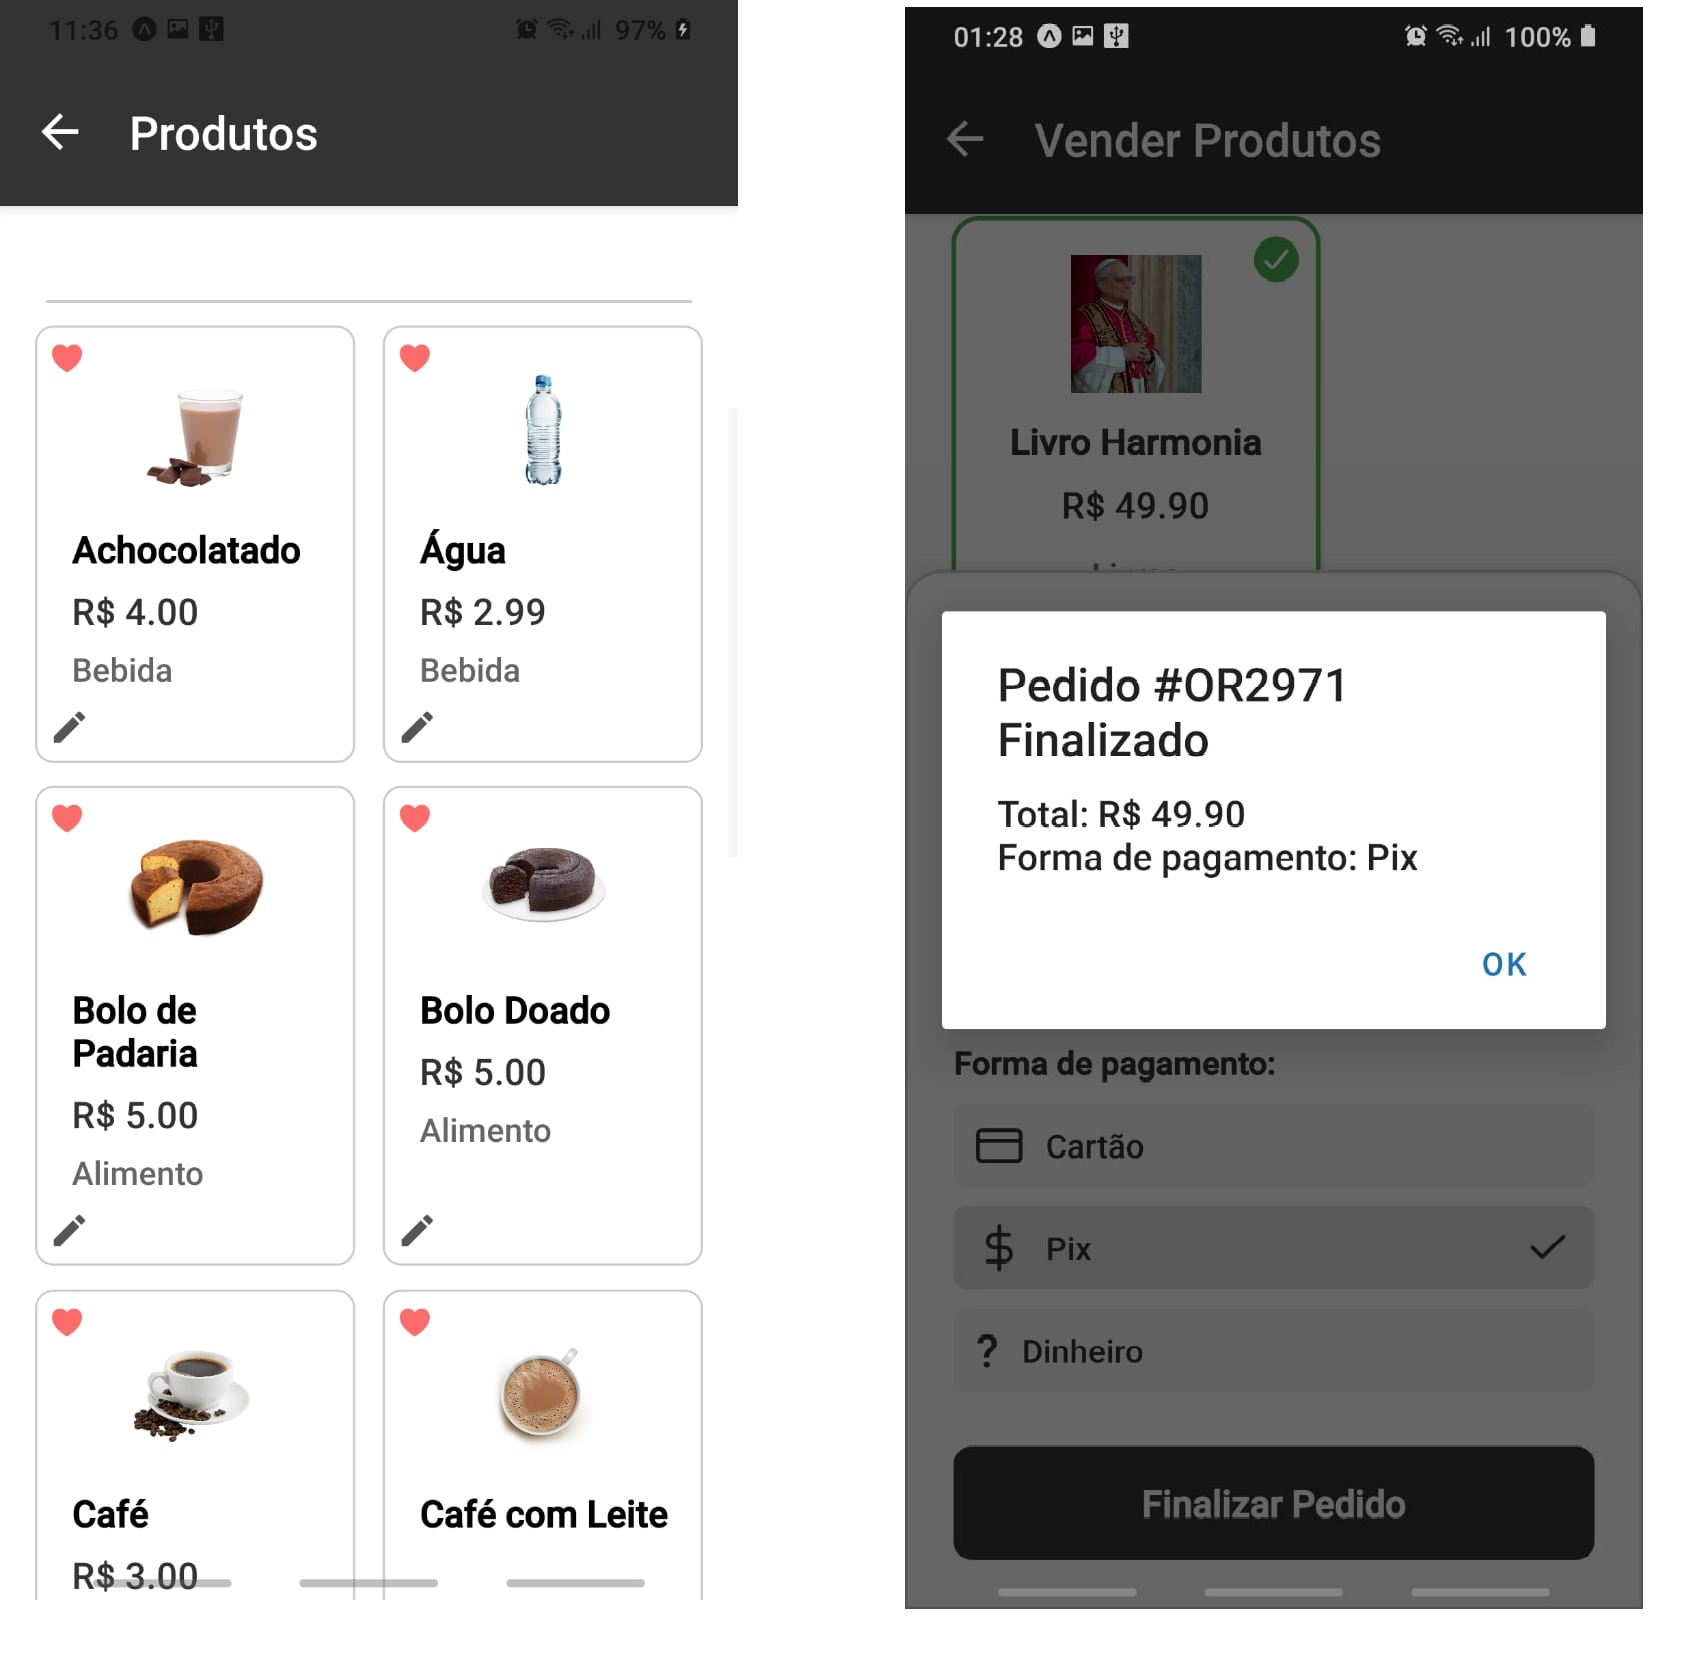 11:36
97%
Produtos
Achocolatado
R$ 4.00
Bebida
Água
R$ 2.99
Bebida
Bolo de
Padaria
R$ 5.00
Alimento
Bolo Doado
R$ 5.00
Alimento
Café
R$ 3.00
Café com Leite
01:28
100%
Vender Produtos
Livro Harmonia
R$ 49.90
Pedido #OR2971
Finalizado
Total: R$ 49.90
Forma de pagamento: Pix
OK
Forma de pagamento:
Cartão
$ Pix
? Dinheiro
Finalizar Pedido